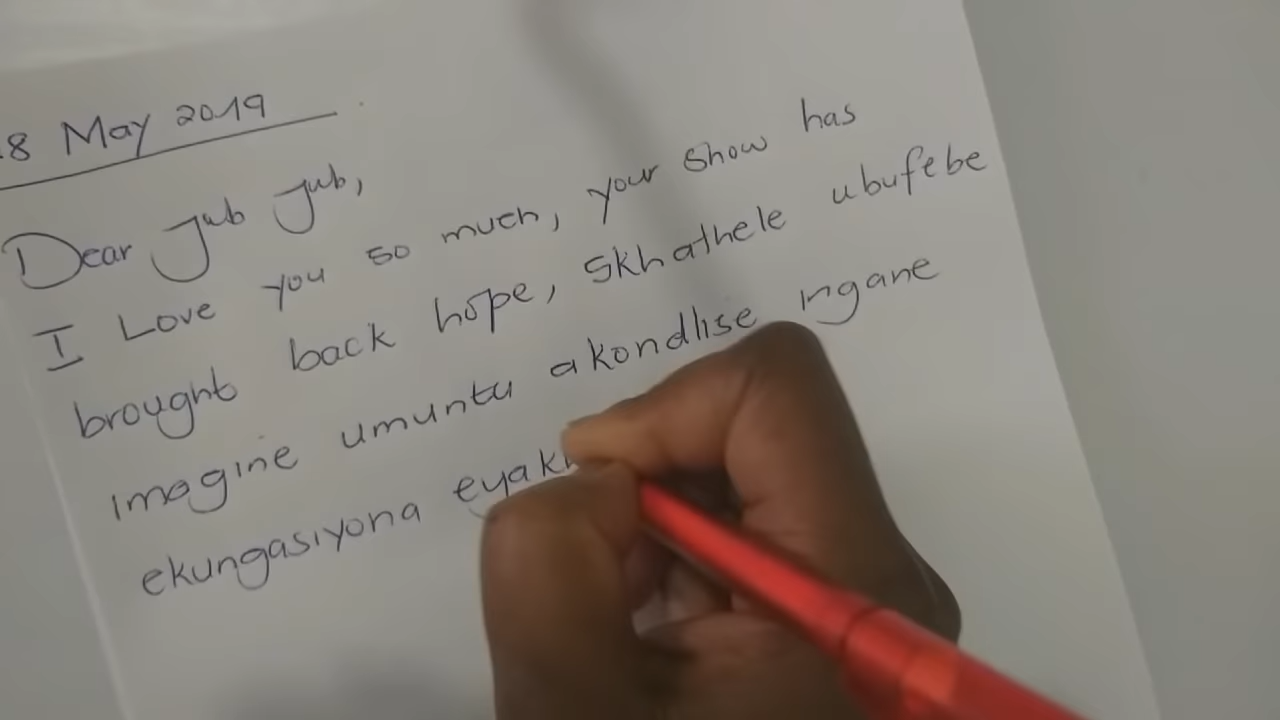 8 May 2019
Dear Jub Jub,
I Love you so much, your show has
brought back hope, skhathele ubufebe
imagine umuntu akondlise ingane
ekungasiyona